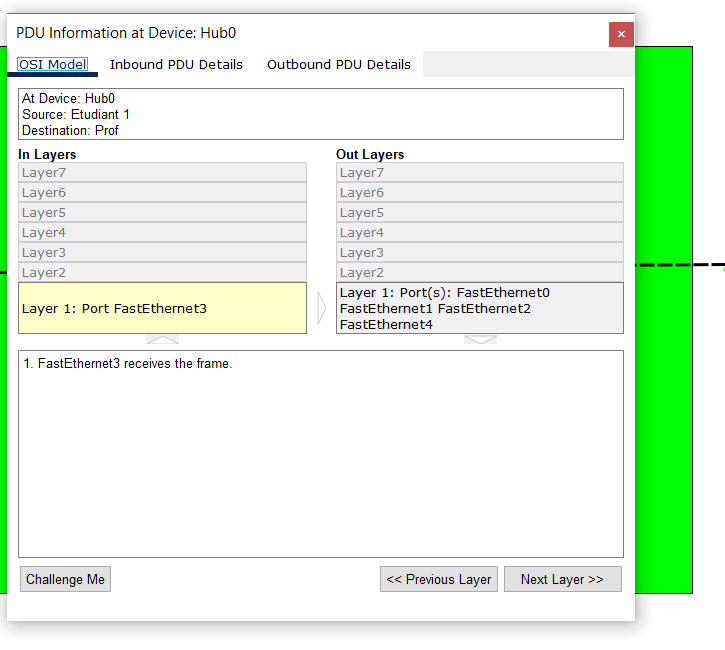 PDU Information at Device: Hub0
OSI Model Inbound PDU Details Outbound PDU Details
At Device: Hub0
Source: Etudiant 1
Destination: Prof
In Layers
Layer7
Layer6
Layer5
Layer4
Layer3
Layer2
Layer 1: Port FastEthernet3
Out Layers
Layer7
Layer6
Layer5
Layer4
Layer3
Layer2
Layer 1: Port(s): FastEthernet0
FastEthernet1 FastEthernet2
FastEthernet4
1. FastEthernet3 receives the frame.
Challenge Me << Previous Layer Next Layer >>